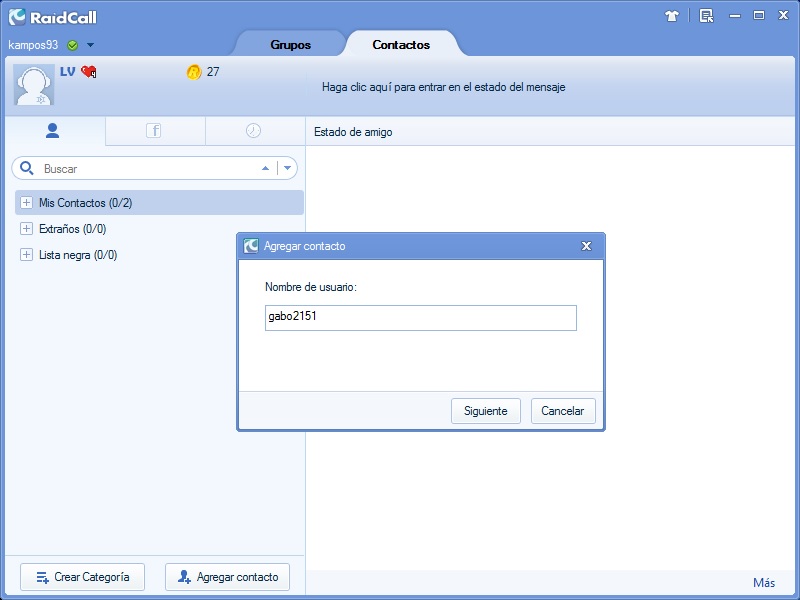 RaidCall
kampos93
Grupos
Contactos
LV
4
27
Haga clic aquí para entrar en el estado del mensaje
f
Estado de amigo
Buscar
Mis Contactos (0/2)
Extraños (0/0)
Lista negra (0/0)
Agregar contacto
Nombre de usuario:
gabo2151
Siguiente
Cancelar
Crear Categoría
Agregar contacto
Más